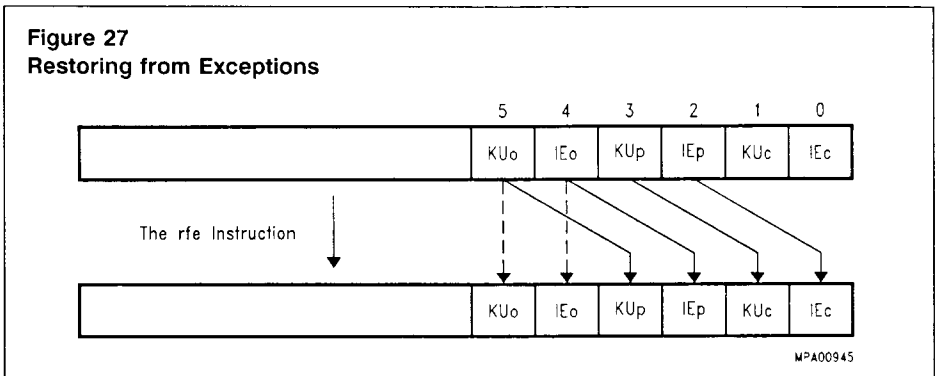 Figure 27
Restoring from Exceptions
5 4 3 2 1 0
KUo IEo KUp IEp KUc IEc
The rfe Instruction
KUo IEo KUp IEp KUc IEc
MPA00945